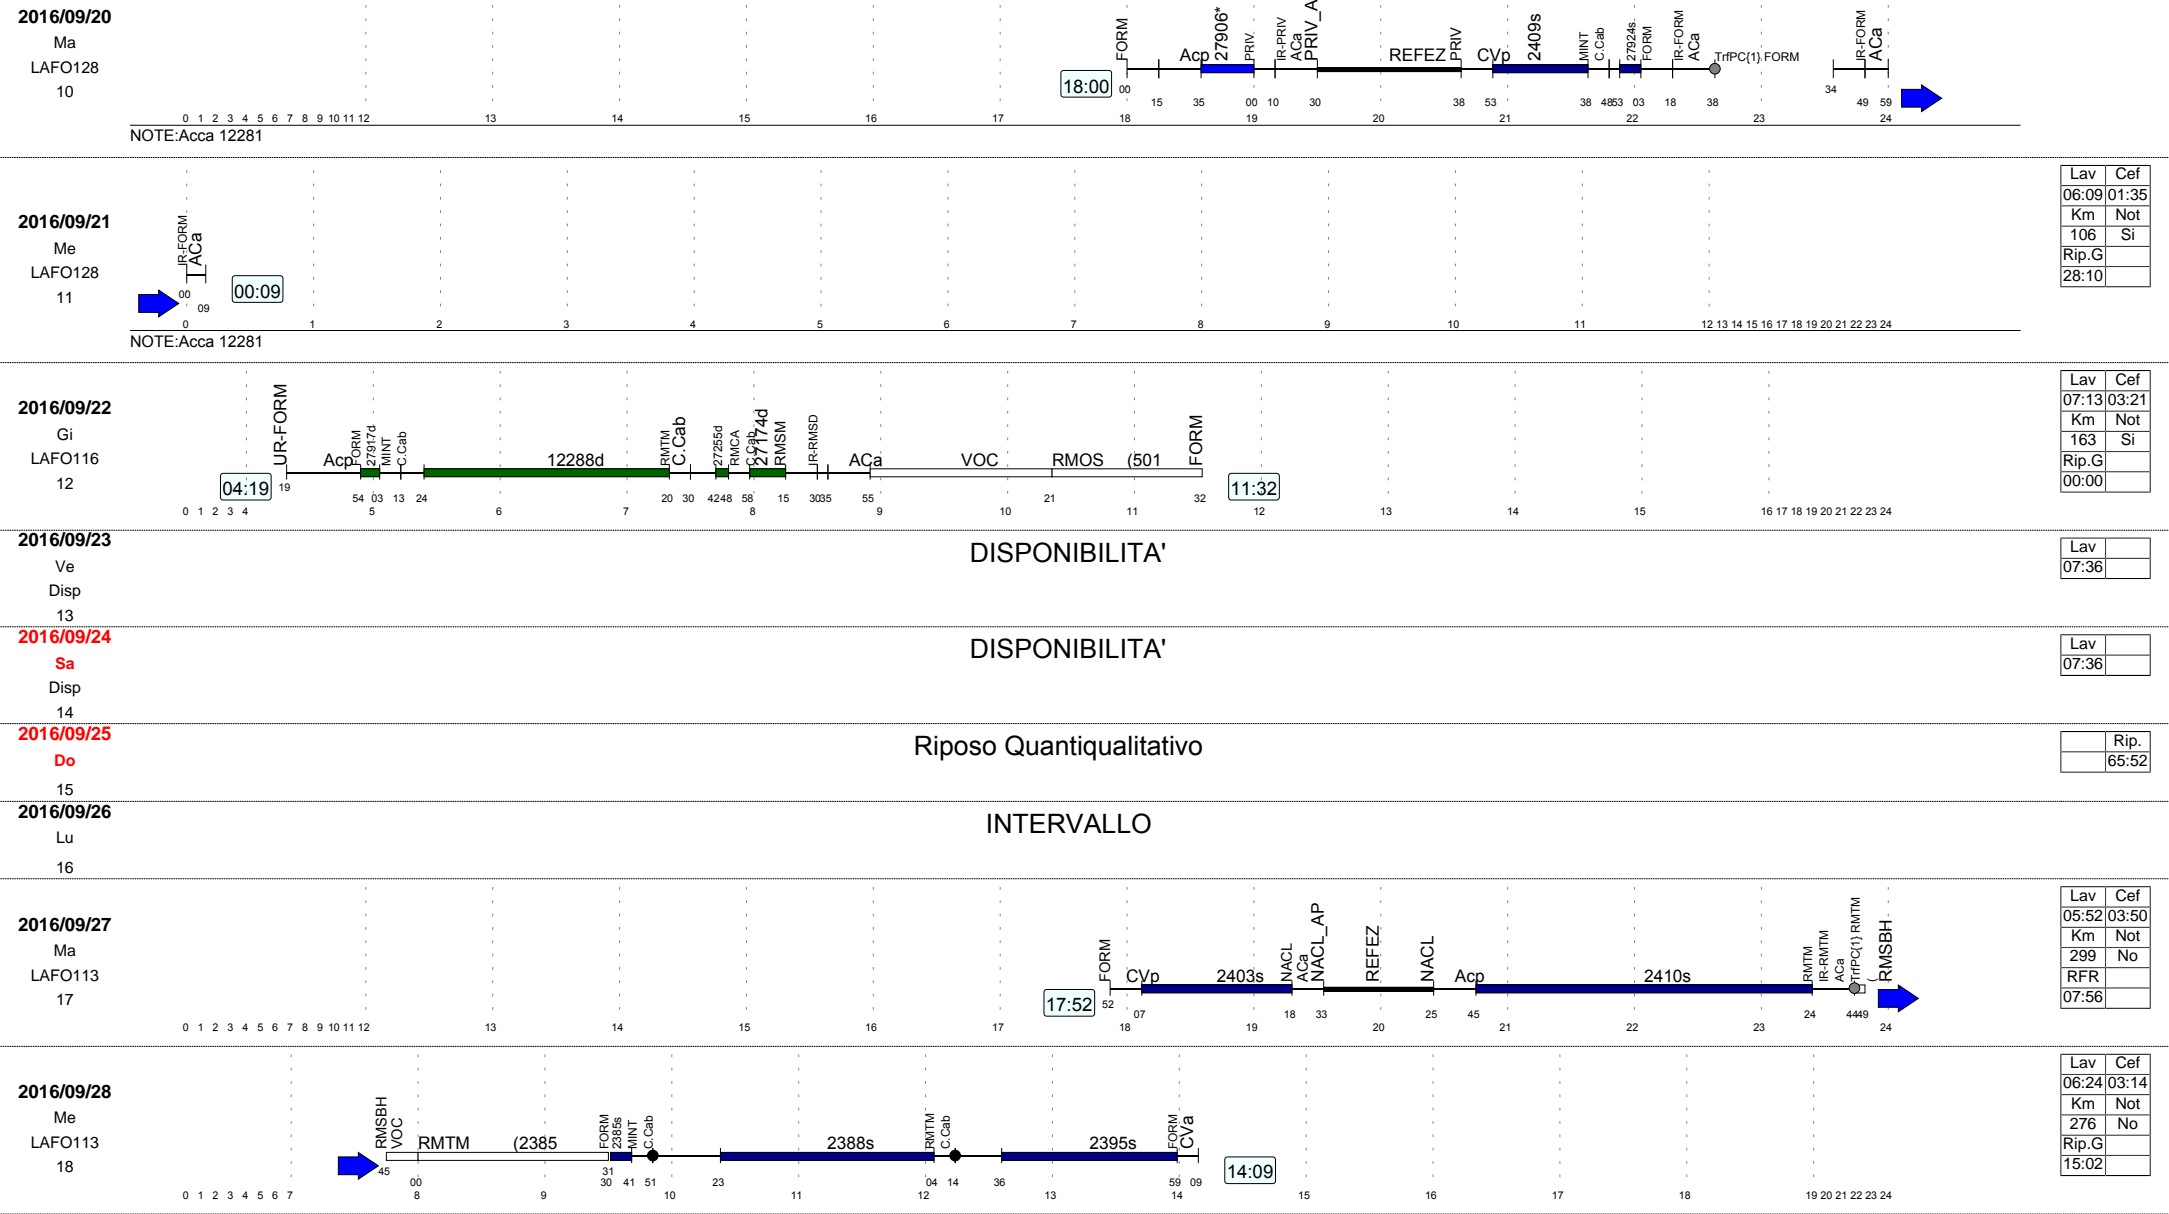 2016/09/20
Ma
LAFO128
10
18:00
FORM Acp 27906* PRIV IR-PRIV ACa PRIV_A REFEZ PRIV CVp 2409s MINT C.Cab 27924s FORM IR-FORM ACa TrfPC{1} FORM IR-FORM ACa
00 15 35 00 10 30 38 53 38 48 53 03 18 38 34 49 59
0 1 2 3 4 5 6 7 8 9 10 11 12 13 14 15 16 17 18 19 20 21 22 23 24
NOTE:Acca 12281
2016/09/21
Me
LAFO128
11
IR-FORM ACa
00 09
00:09
0 1 2 3 4 5 6 7 8 9 10 11 12 13 14 15 16 17 18 19 20 21 22 23 24
NOTE:Acca 12281
Lav Cef
06:09 01:35
Km Not
106 Si
Rip.G
28:10
2016/09/22
Gi
LAFO116
12
04:19
UR-FORM Acp FORM 27917d MINT C.Cab 12288d RMTM C.Cab 27255d RMCA C.Cab 27174d RMSM IR-RMSD ACa VOC RMOS (501 FORM
19 54 03 13 24 20 30 42 48 58 15 30 35 55 21 32
11:32
0 1 2 3 4 5 6 7 8 9 10 11 12 13 14 15 16 17 18 19 20 21 22 23 24
Lav Cef
07:13 03:21
Km Not
163 Si
Rip.G
00:00
2016/09/23
Ve
Disp
13
DISPONIBILITA'
Lav
07:36
2016/09/24
Sa
Disp
14
DISPONIBILITA'
Lav
07:36
2016/09/25
Do
15
Riposo Quantiqualitativo
Rip.
65:52
2016/09/26
Lu
16
INTERVALLO
2016/09/27
Ma
LAFO113
17
17:52
FORM CVp 2403s NACL ACa NACL_AP REFEZ NACL Acp 2410s RMTM IR-RMTM ACa TrfPC{1} RMTM ( RMSBH
52 07 18 33 25 45 24 44 49
0 1 2 3 4 5 6 7 8 9 10 11 12 13 14 15 16 17 18 19 20 21 22 23 24
Lav Cef
05:52 03:50
Km Not
299 No
RFR
07:56
2016/09/28
Me
LAFO113
18
RMSBH VOC RMTM (2385 FORM 2385s MINT C.Cab 2388s RMTM C.Cab 2395s FORM CVa
45 00 31 30 41 51 23 04 14 36 59 09
14:09
0 1 2 3 4 5 6 7 8 9 10 11 12 13 14 15 16 17 18 19 20 21 22 23 24
Lav Cef
06:24 03:14
Km Not
276 No
Rip.G
15:02